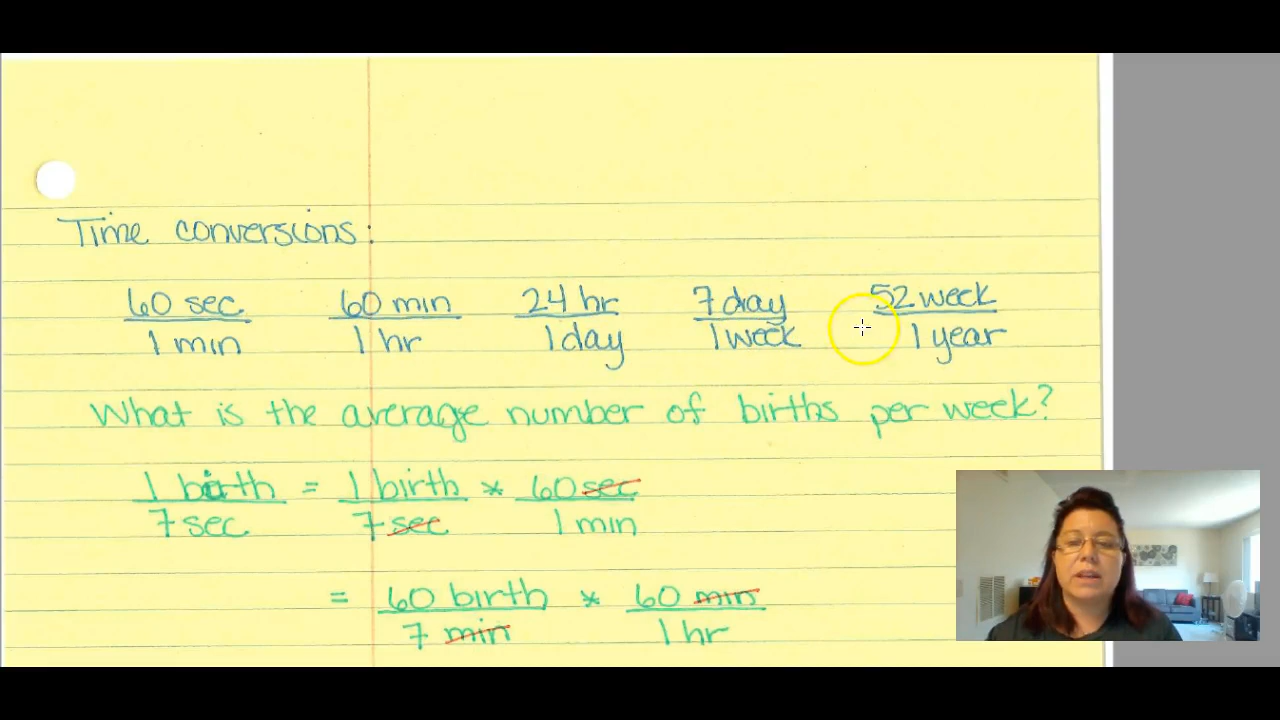 Time conversions:
60 sec / 1 min   60 min / 1 hr   24 hr / 1 day   7 day / 1 week   52 week / 1 year
What is the average number of births per week?
1 birth / 7 sec = 1 birth / 7 sec * 60 sec / 1 min
= 60 birth / 7 min * 60 min / 1 hr